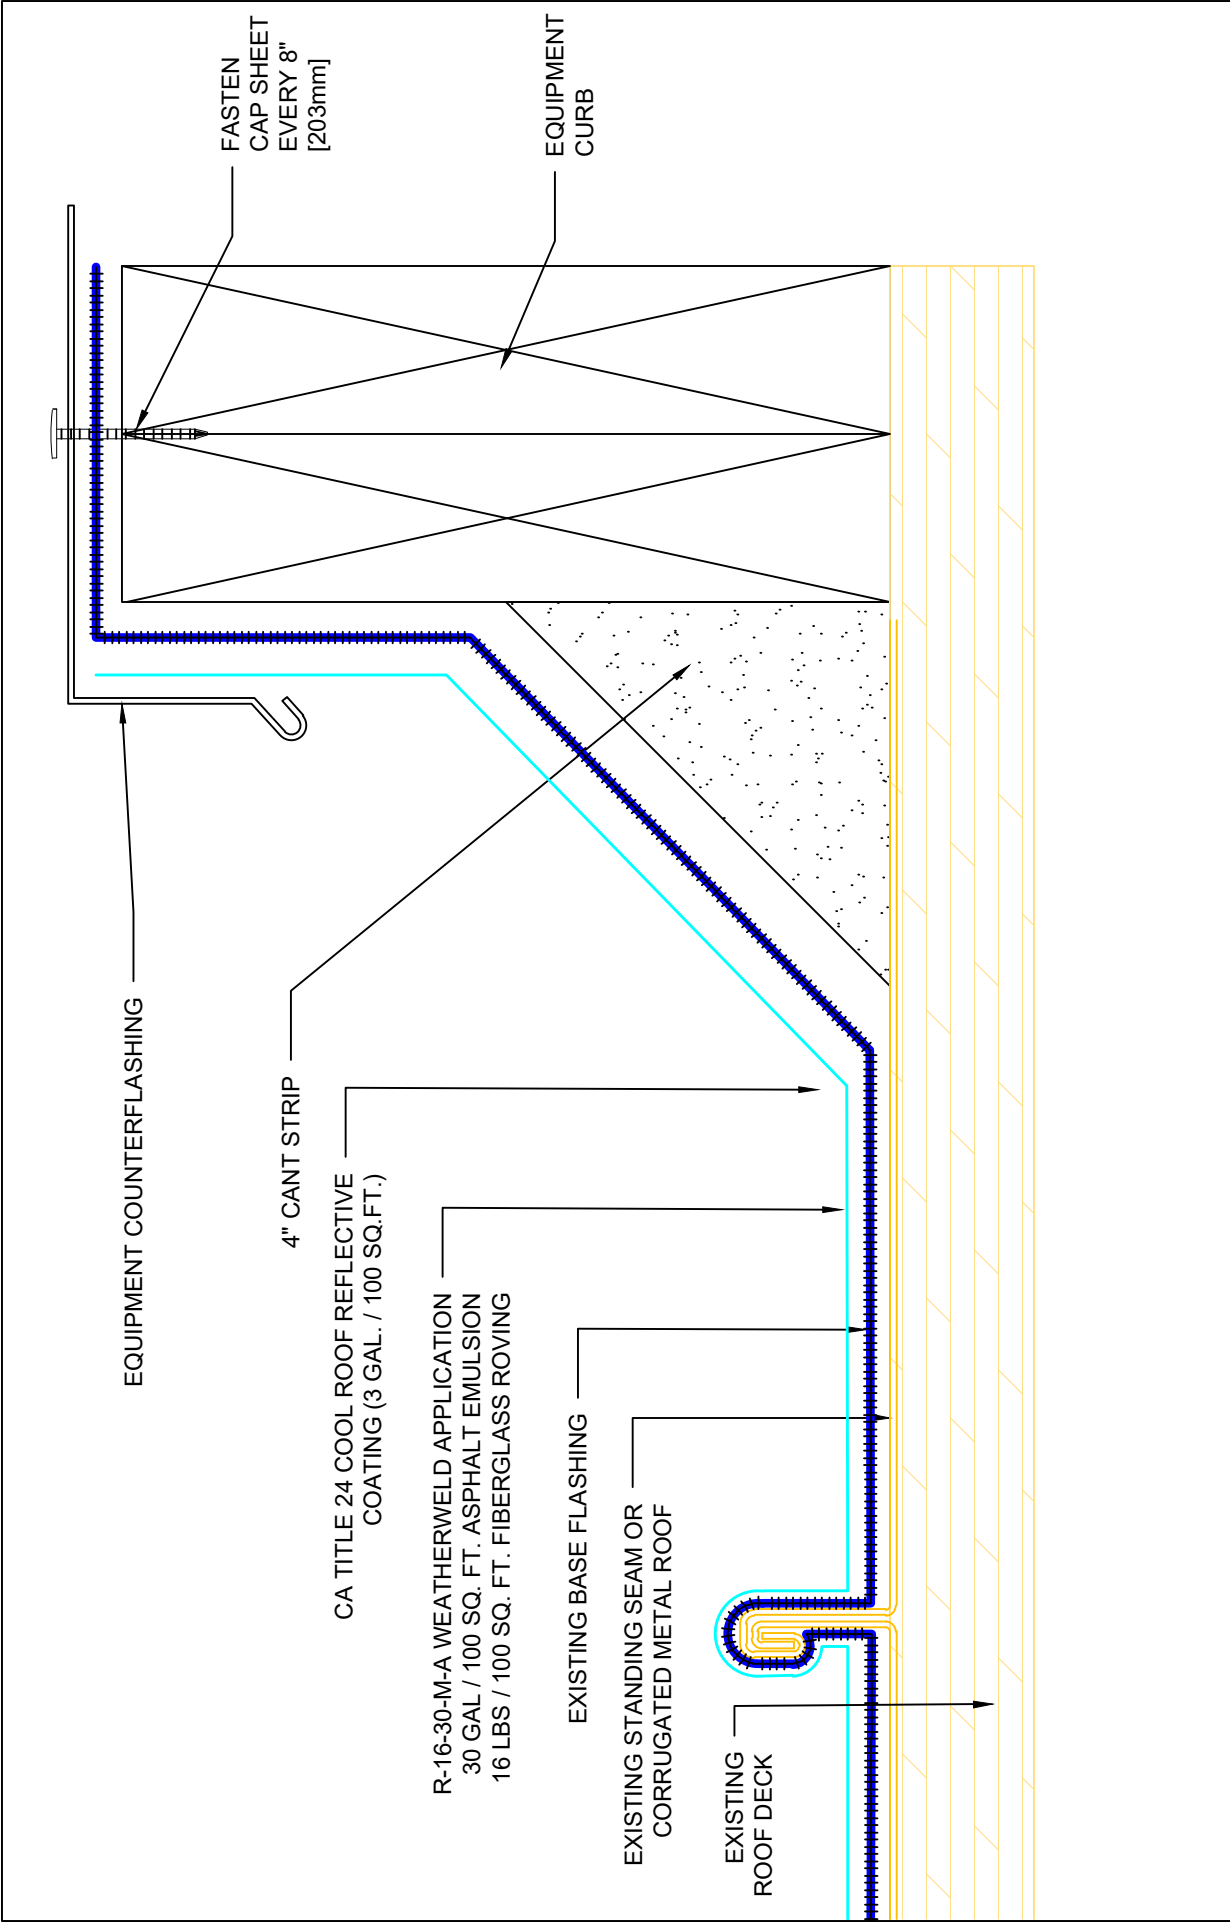 FASTEN
CAP SHEET
EVERY 8"
[203mm]
EQUIPMENT
CURB
EQUIPMENT COUNTERFLASHING
4" CANT STRIP
CA TITLE 24 COOL ROOF REFLECTIVE
COATING (3 GAL. / 100 SQ.FT.)
R-16-30-M-A WEATHERWELD APPLICATION
30 GAL / 100 SQ. FT. ASPHALT EMULSION
16 LBS / 100 SQ. FT. FIBERGLASS ROVING
EXISTING BASE FLASHING
EXISTING STANDING SEAM OR
CORRUGATED METAL ROOF
EXISTING
ROOF DECK